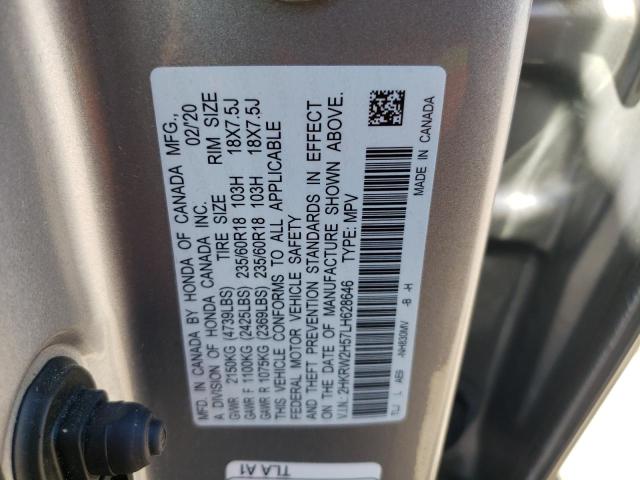 MFD. IN CANADA BY HONDA OF CANADA MFG., 02/'20
A DIVISION OF HONDA CANADA INC.
TIRE SIZE RIM SIZE
GVWR 2150KG (4739LBS)
GAWR F 1100KG (2425LBS) 235/60R18 103H 18X7.5J
GAWR R 1075KG (2369LBS) 235/60R18 103H 18X7.5J
THIS VEHICLE CONFORMS TO ALL APPLICABLE
FEDERAL MOTOR VEHICLE SAFETY
AND THEFT PREVENTION STANDARDS IN EFFECT
ON THE DATE OF MANUFACTURE SHOWN ABOVE.
V.I.N: 2HKRW2H57LH628646 TYPE: MPV
TLJ L AE9 -NH830MV -B -H
MADE IN CANADA
TLA A1